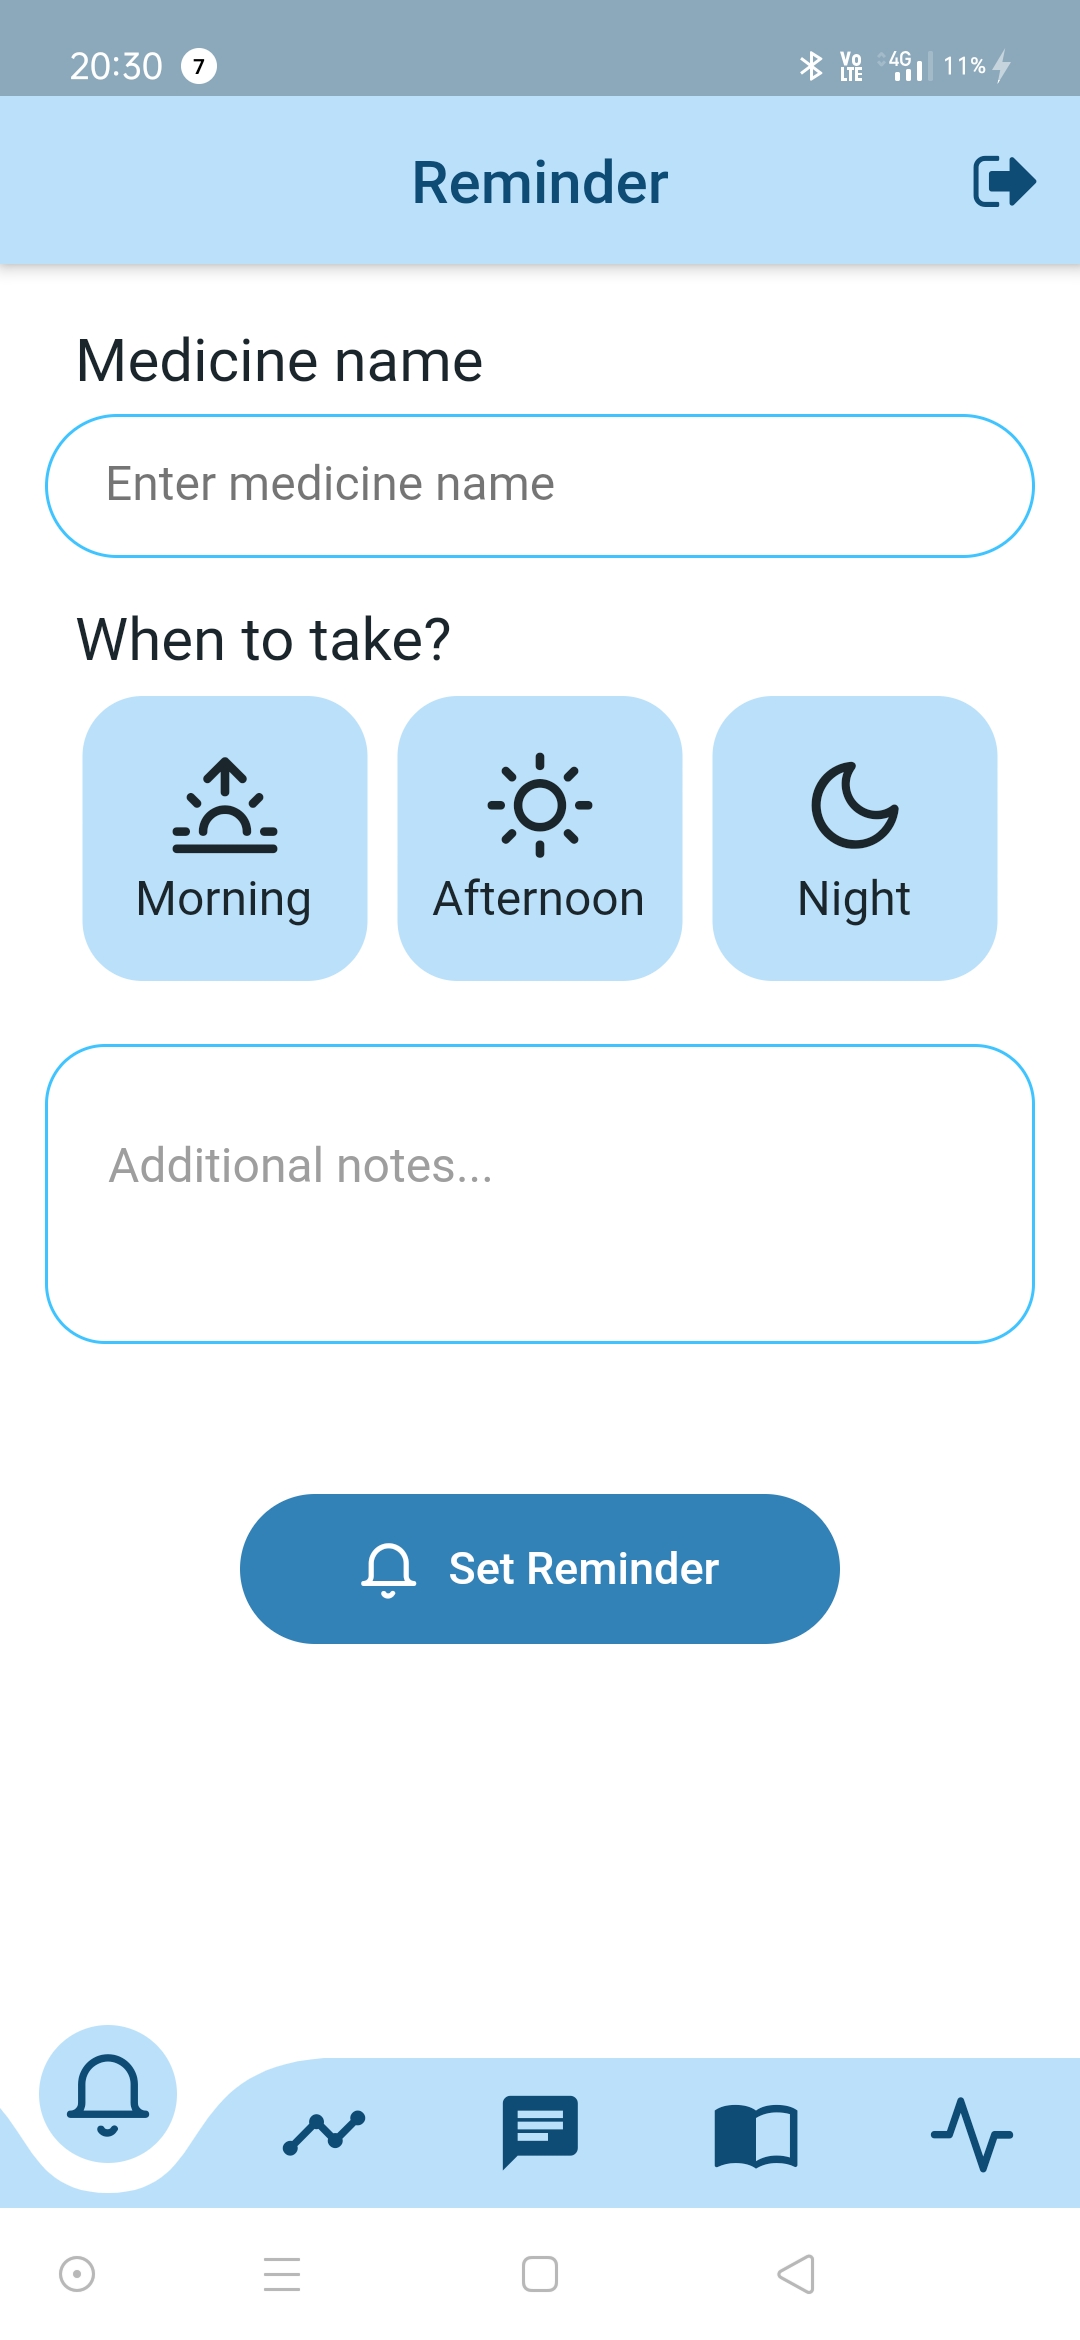 20:30 7 Vo LTE 4G 11%
Reminder
Medicine name
Enter medicine name
When to take?
Morning Afternoon Night
Additional notes...
Set Reminder